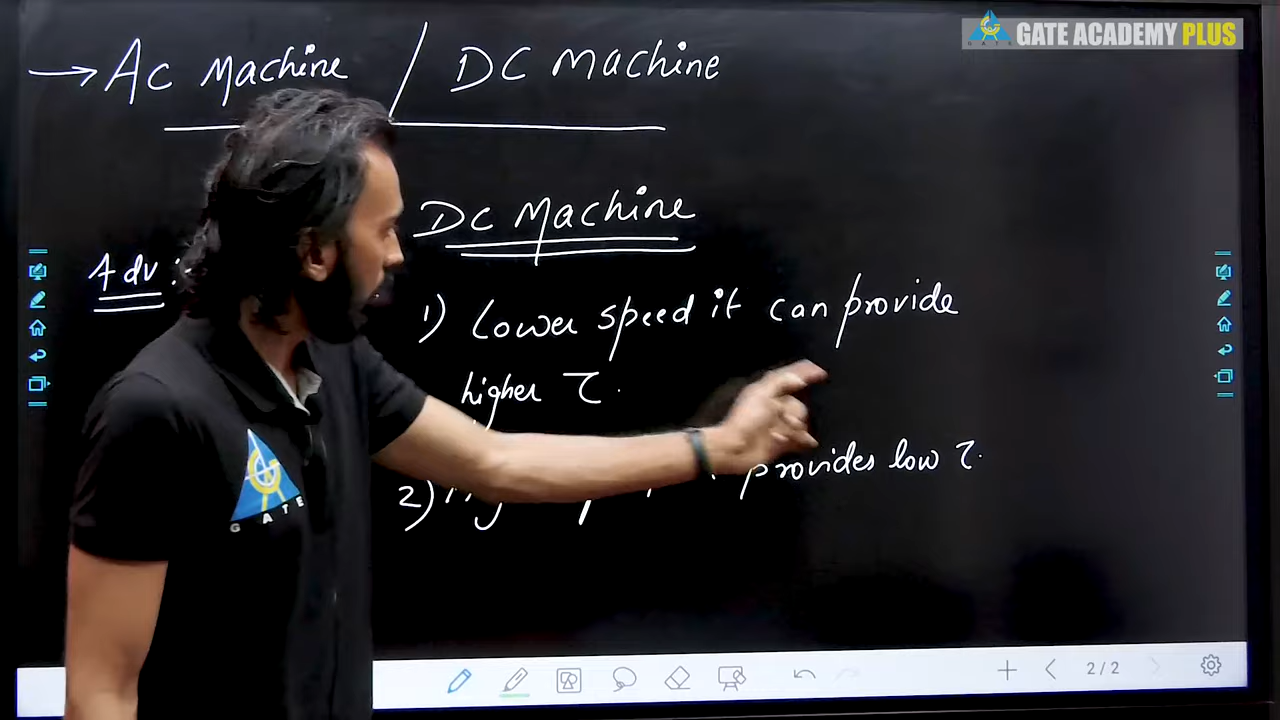 GATE ACADEMY PLUS
→ Ac Machine / DC Machine
DC Machine
Adv:
1) Lower speed it can provide
higher τ.
2) provides low τ.
GATE
2/2